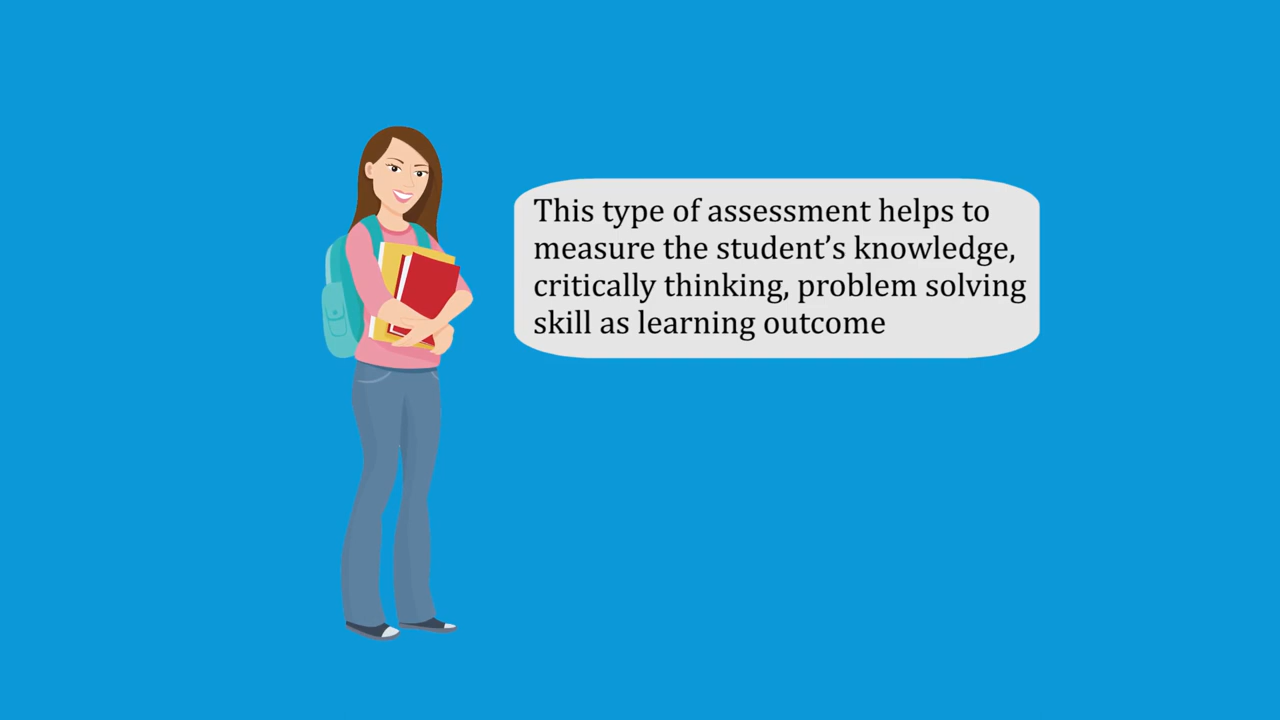 This type of assessment helps to
measure the student’s knowledge,
critically thinking, problem solving
skill as learning outcome